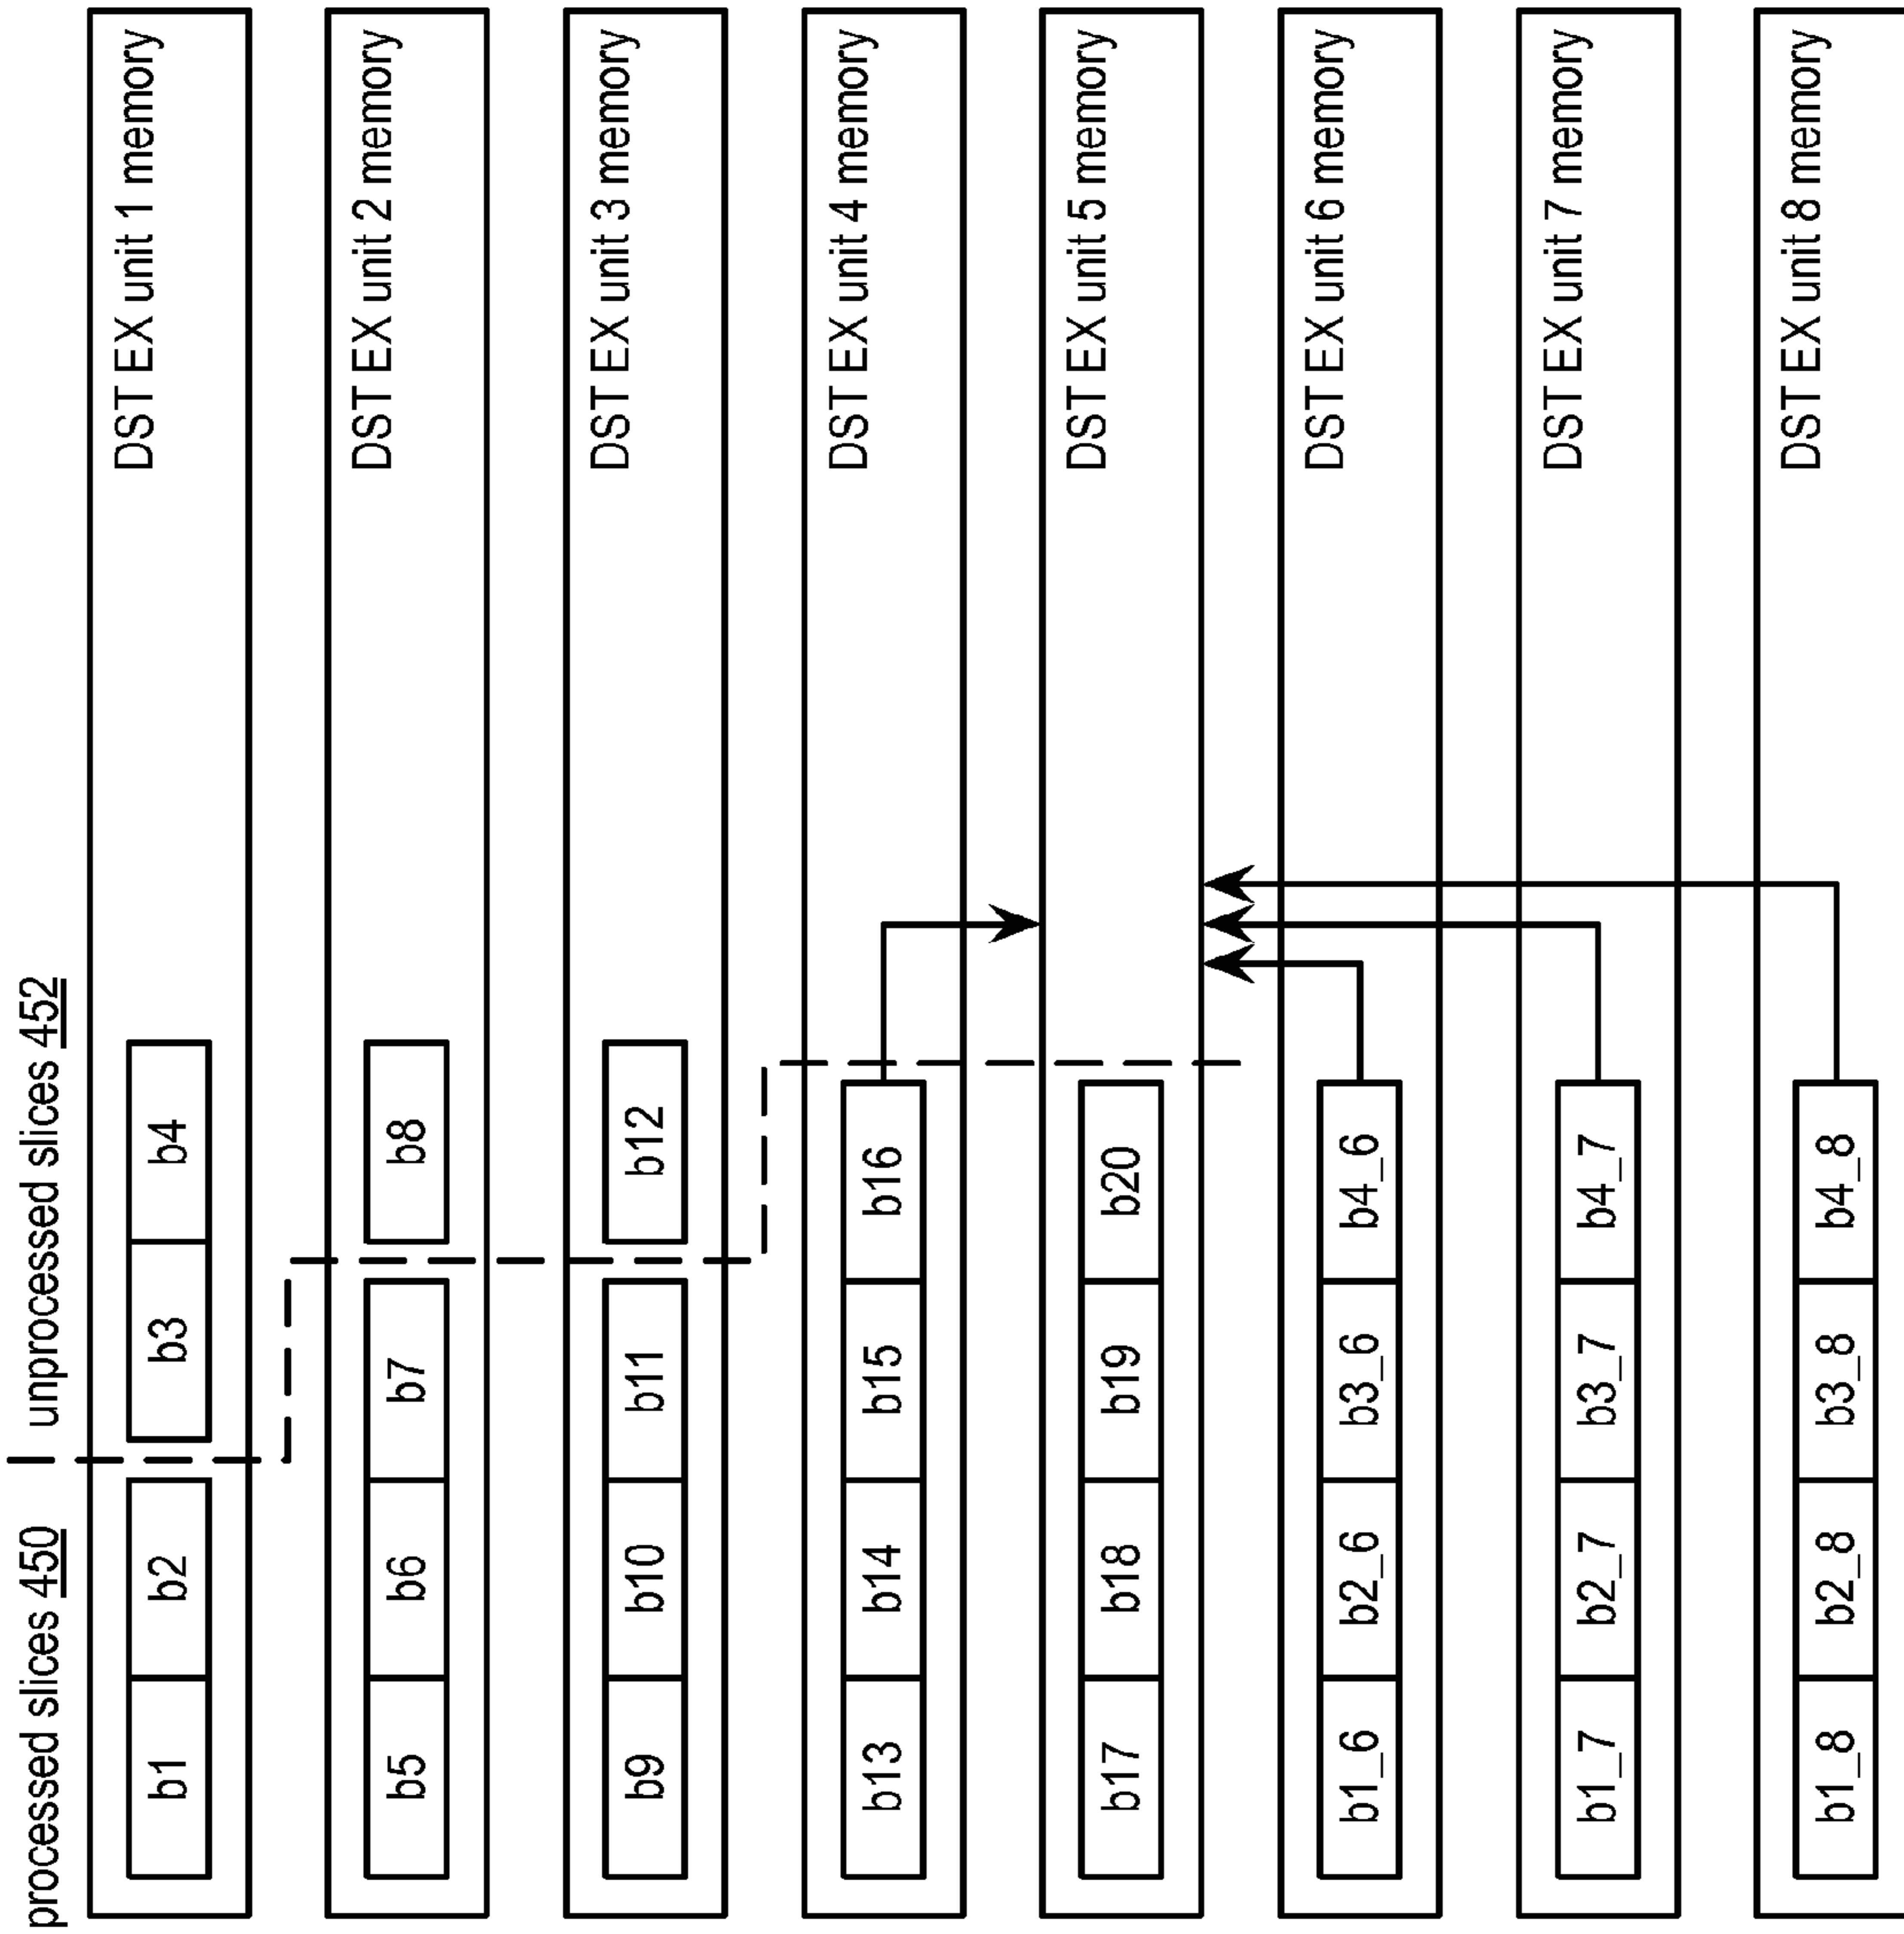 processed slices 450 unprocessed slices 452
b1 b2 b3 b4 DST EX unit 1 memory
b5 b6 b7 b8 DST EX unit 2 memory
b9 b10 b11 b12 DST EX unit 3 memory
b13 b14 b15 b16 DST EX unit 4 memory
b17 b18 b19 b20 DST EX unit 5 memory
b1_6 b2_6 b3_6 b4_6 DST EX unit 6 memory
b1_7 b2_7 b3_7 b4_7 DST EX unit 7 memory
b1_8 b2_8 b3_8 b4_8 DST EX unit 8 memory